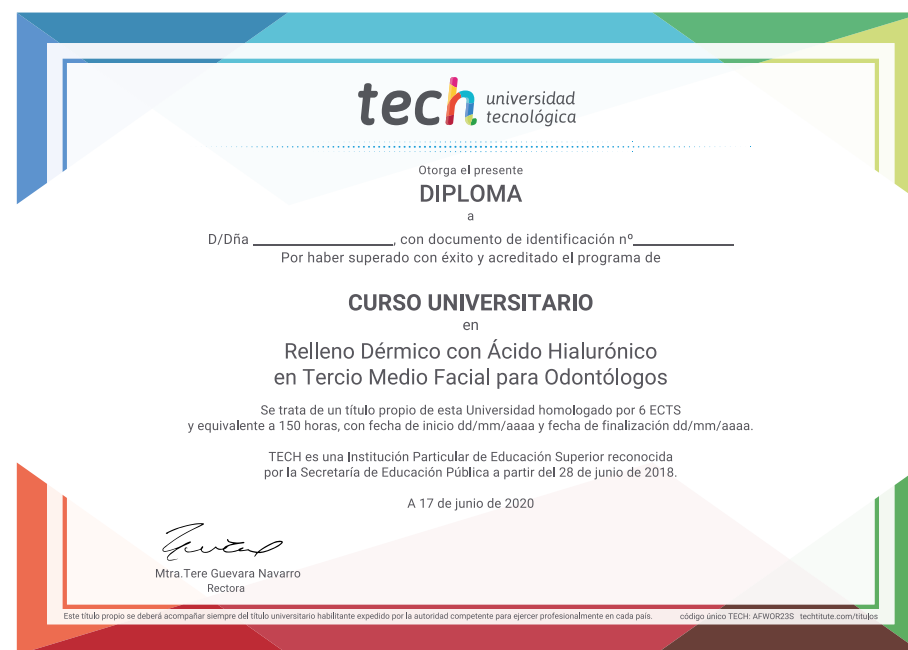 tech universidad
tecnológica
Otorga el presente
DIPLOMA
a
D/Dña ________________, con documento de identificación nº____________
Por haber superado con éxito y acreditado el programa de
CURSO UNIVERSITARIO
en
Relleno Dérmico con Ácido Hialurónico
en Tercio Medio Facial para Odontólogos
Se trata de un título propio de esta Universidad homologado por 6 ECTS
y equivalente a 150 horas, con fecha de inicio dd/mm/aaaa y fecha de finalización dd/mm/aaaa.
TECH es una Institución Particular de Educación Superior reconocida
por la Secretaría de Educación Pública a partir del 28 de junio de 2018.
A 17 de junio de 2020
Mtra.Tere Guevara Navarro
Rectora
Este título propio se deberá acompañar siempre del título universitario habilitante expedido por la autoridad competente para ejercer profesionalmente en cada país. código único TECH: AFWOR23S techtitute.com/titulos